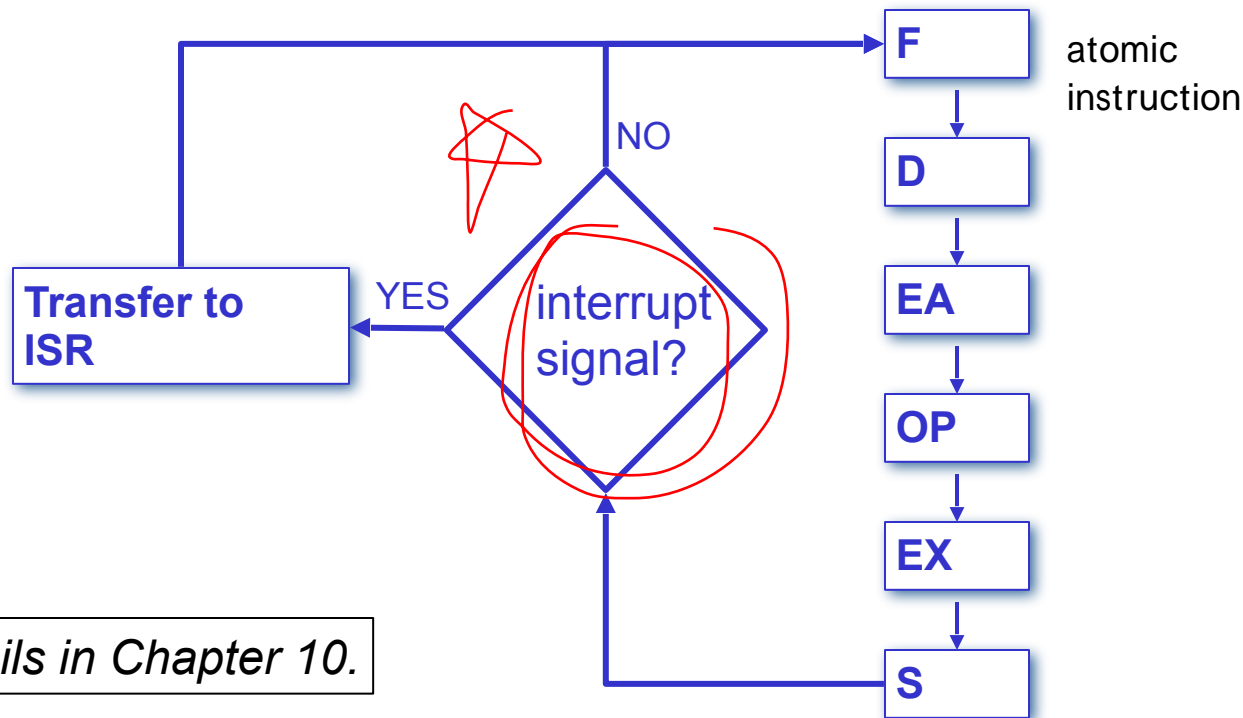 F
atomic
instruction
NO
D
Transfer to
ISR
YES
interrupt
signal?
EA
OP
EX
ils in Chapter 10.
S